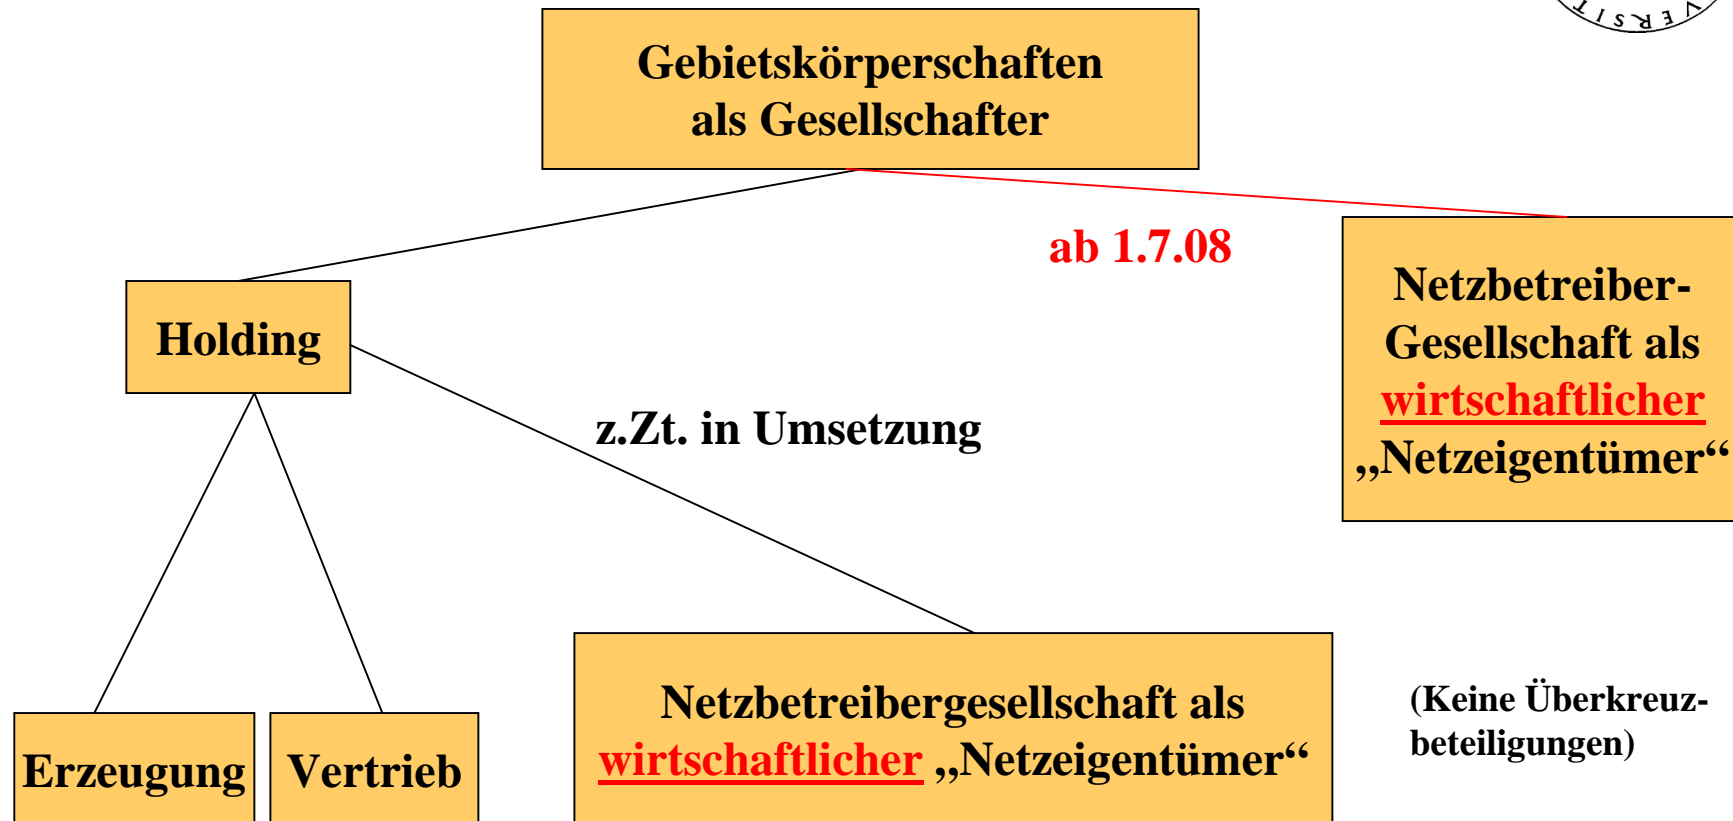 VERSIT
Gebietskörperschaften
als Gesellschafter
ab 1.7.08
Netzbetreiber-
Gesellschaft als
wirtschaftlicher
„Netzeigentümer“
Holding
z.Zt. in Umsetzung
Netzbetreibergesellschaft als
wirtschaftlicher „Netzeigentümer“
(Keine Überkreuz-
beteiligungen)
Erzeugung
Vertrieb